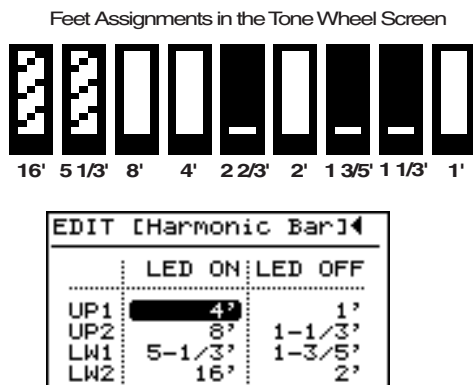 Feet Assignments in the Tone Wheel Screen
16' 5 1/3' 8' 4' 2 2/3' 2' 1 3/5' 1 1/3' 1'
EDIT [Harmonic Bar]
LED ON LED OFF
UP1 4' 1'
UP2 8' 1-1/3'
LW1 5-1/3' 1-3/5'
LW2 16' 2'